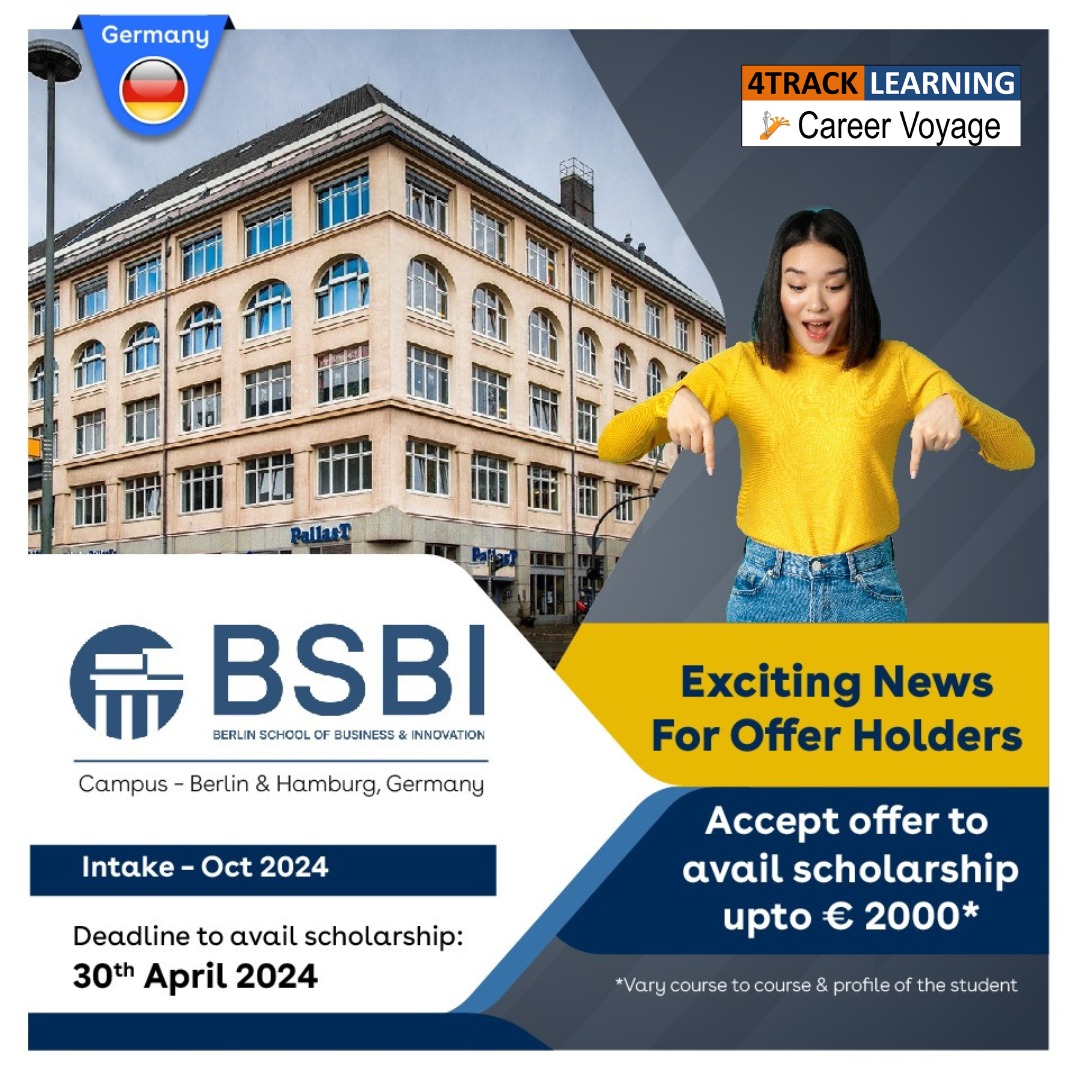 Germany
4TRACK LEARNING
Career Voyage
PallasT
PallasT
BSBI
BERLIN SCHOOL OF BUSINESS & INNOVATION
Campus – Berlin & Hamburg, Germany
Intake – Oct 2024
Deadline to avail scholarship:
30th April 2024
Exciting News
For Offer Holders
Accept offer to
avail scholarship
upto € 2000*
*Vary course to course & profile of the student